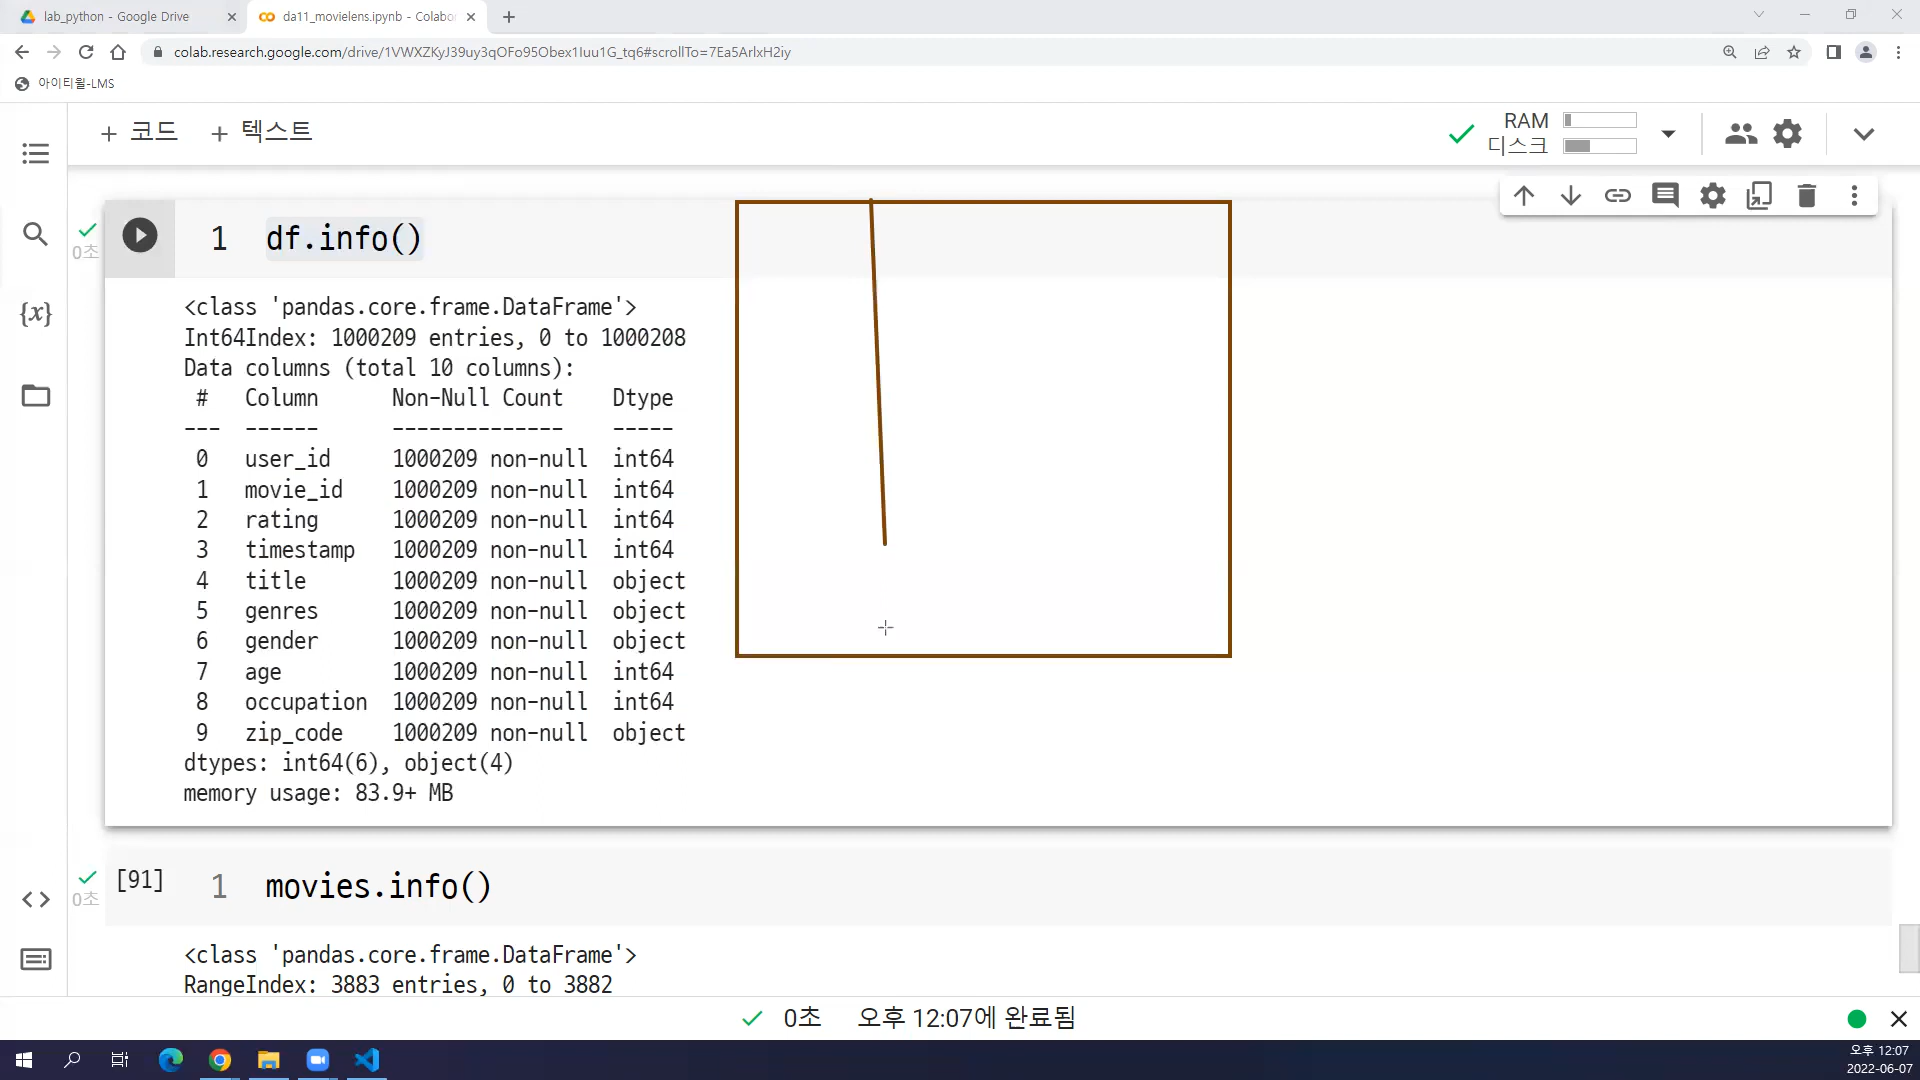 lab_python - Google Drive
da11_movielens.ipynb - Colabo
colab.research.google.com/drive/1VWXZKyJ39uy3qOFo95Obex1Iuu1G_tq6#scrollTo=7Ea5ArlxH2iy
아이티윌-LMS
+ 코드 + 텍스트
RAM
디스크
0초
1 df.info()
<class 'pandas.core.frame.DataFrame'>
Int64Index: 1000209 entries, 0 to 1000208
Data columns (total 10 columns):
# Column Non-Null Count Dtype
--- ------ -------------- -----
0 user_id 1000209 non-null int64
1 movie_id 1000209 non-null int64
2 rating 1000209 non-null int64
3 timestamp 1000209 non-null int64
4 title 1000209 non-null object
5 genres 1000209 non-null object
6 gender 1000209 non-null object
7 age 1000209 non-null int64
8 occupation 1000209 non-null int64
9 zip_code 1000209 non-null object
dtypes: int64(6), object(4)
memory usage: 83.9+ MB
0초
[91] 1 movies.info()
<class 'pandas.core.frame.DataFrame'>
RangeIndex: 3883 entries, 0 to 3882
0초 오후 12:07에 완료됨
오후 12:07
2022-06-07